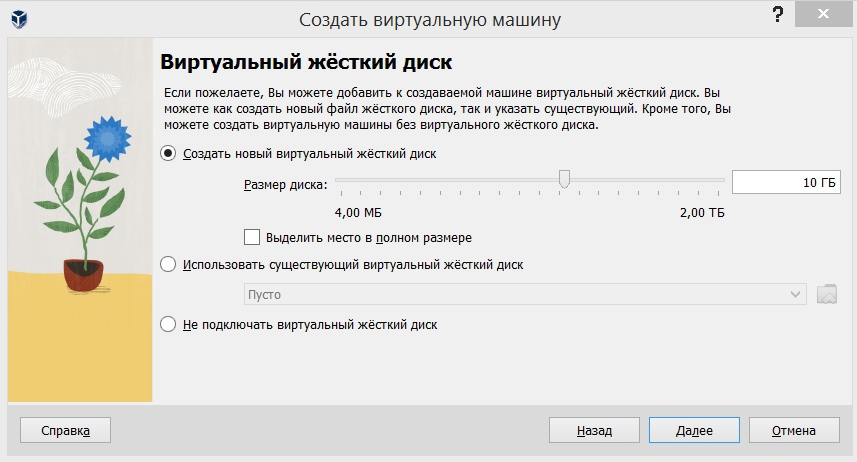 Создать виртуальную машину
?
Виртуальный жёсткий диск
Если пожелаете, Вы можете добавить к создаваемой машине виртуальный жёсткий диск. Вы
можете как создать новый файл жёсткого диска, так и указать существующий. Кроме того, Вы
можете создать виртуальную машины без виртуального жёсткого диска.
Создать новый виртуальный жёсткий диск
Размер диска:
10 ГБ
4,00 МБ
2,00 ТБ
Выделить место в полном размере
Использовать существующий виртуальный жёсткий диск
Пусто
Не подключать виртуальный жёсткий диск
Справка
Назад
Далее
Отмена